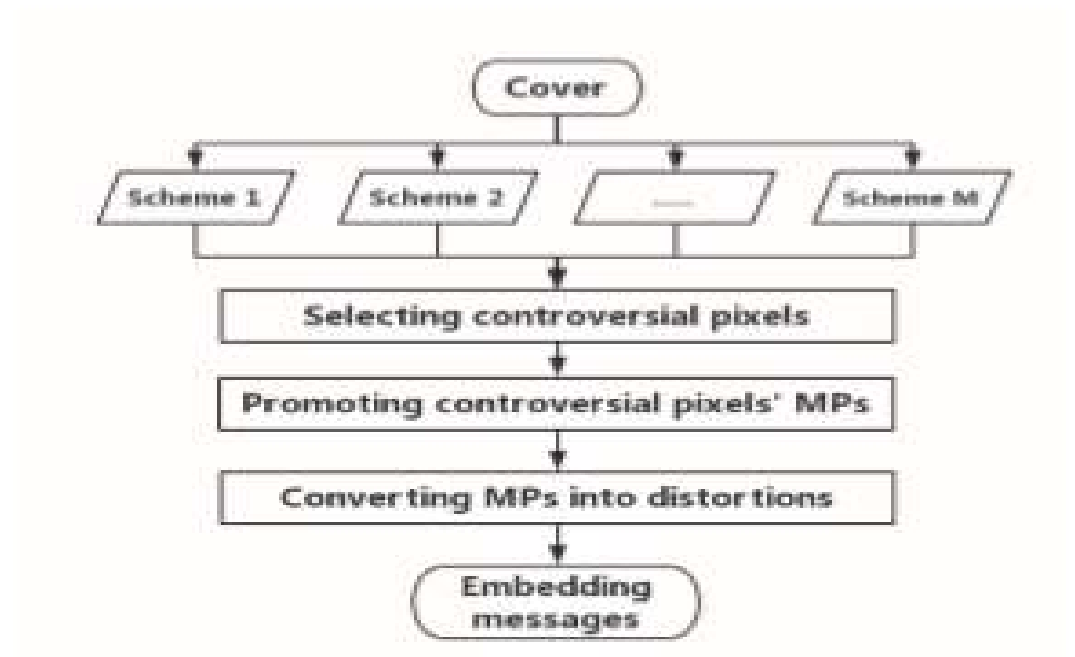 Cover
Scheme 1
Scheme 2
......
Scheme M
Selecting controversial pixels
Promoting controversial pixels' MPs
Converting MPs into distortions
Embedding
messages